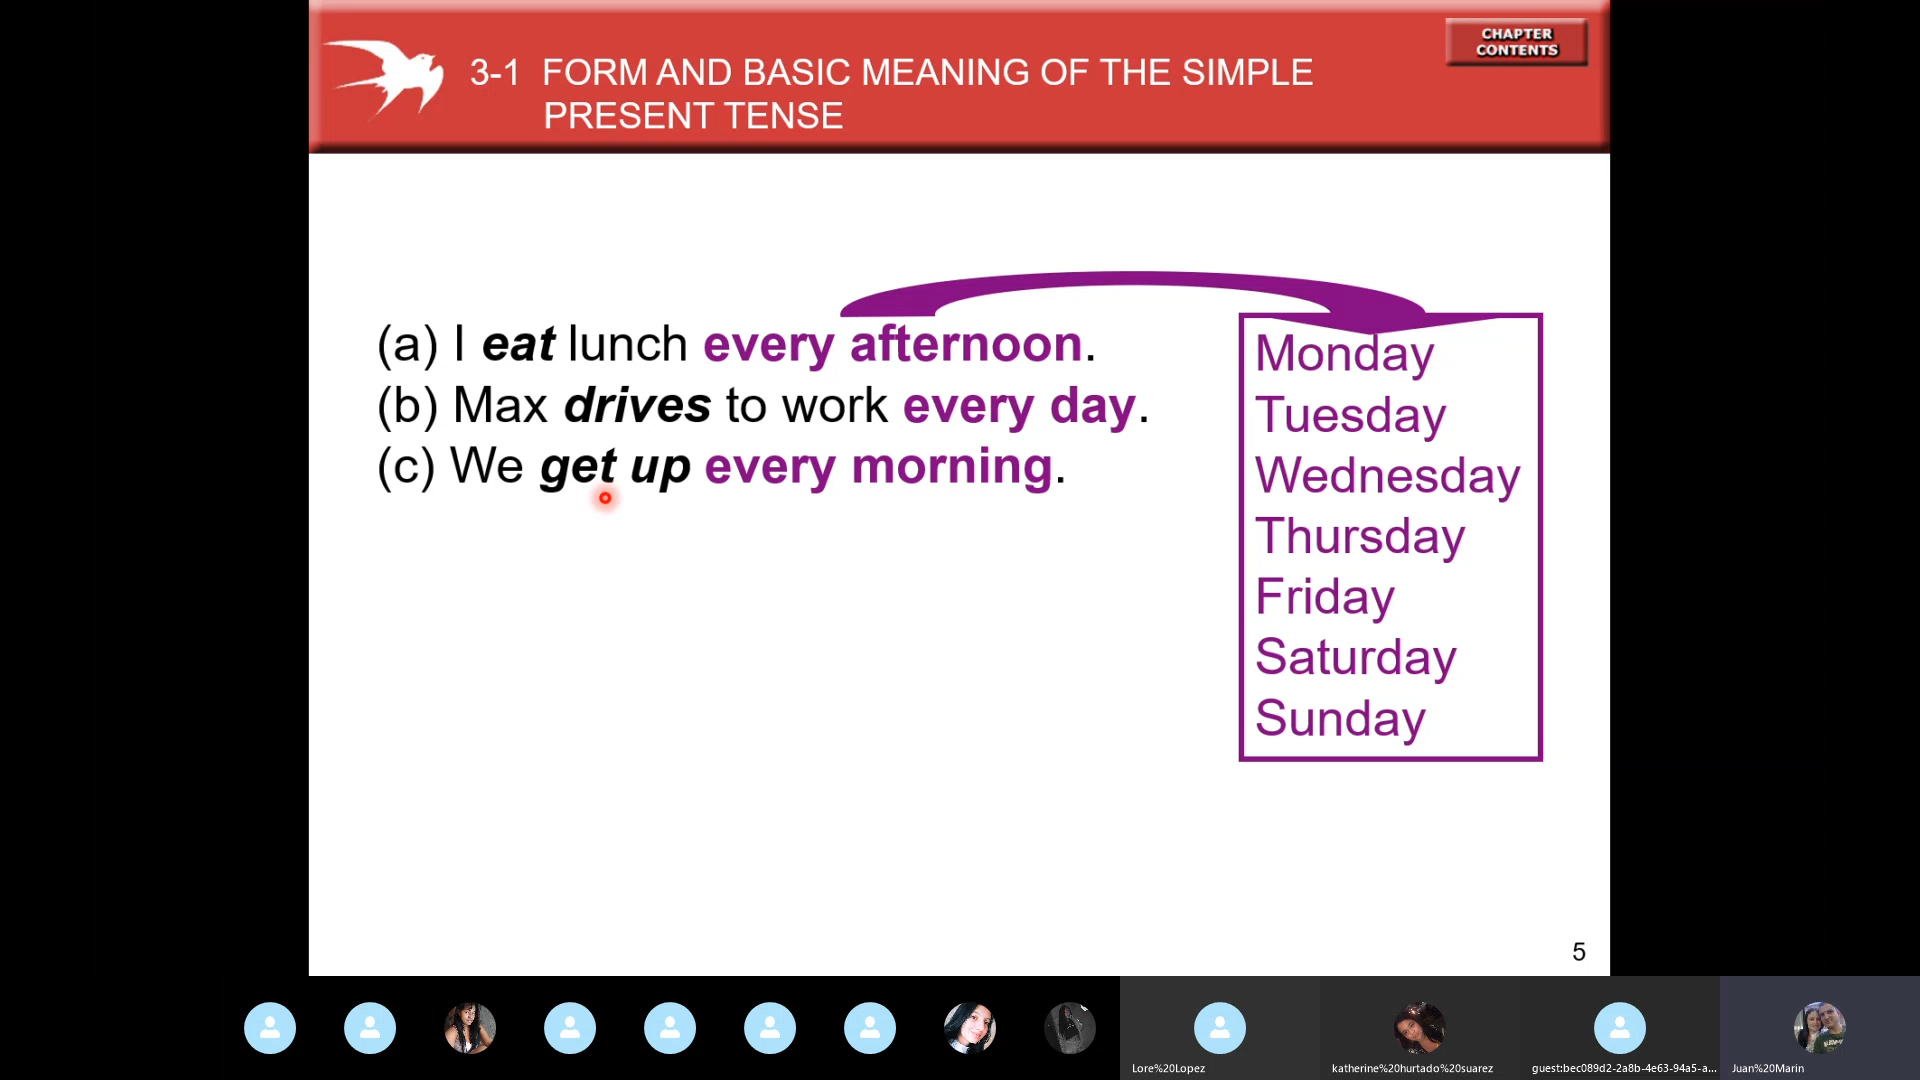 CHAPTER
CONTENTS
3-1 FORM AND BASIC MEANING OF THE SIMPLE
PRESENT TENSE
(a) I eat lunch every afternoon.
(b) Max drives to work every day.
(c) We get up every morning.
Monday
Tuesday
Wednesday
Thursday
Friday
Saturday
Sunday
5
Lore%20Lopez
katherine%20hurtado%20suarez
guest:bec089d2-2a8b-4e63-94a5-a...
Juan%20Marin